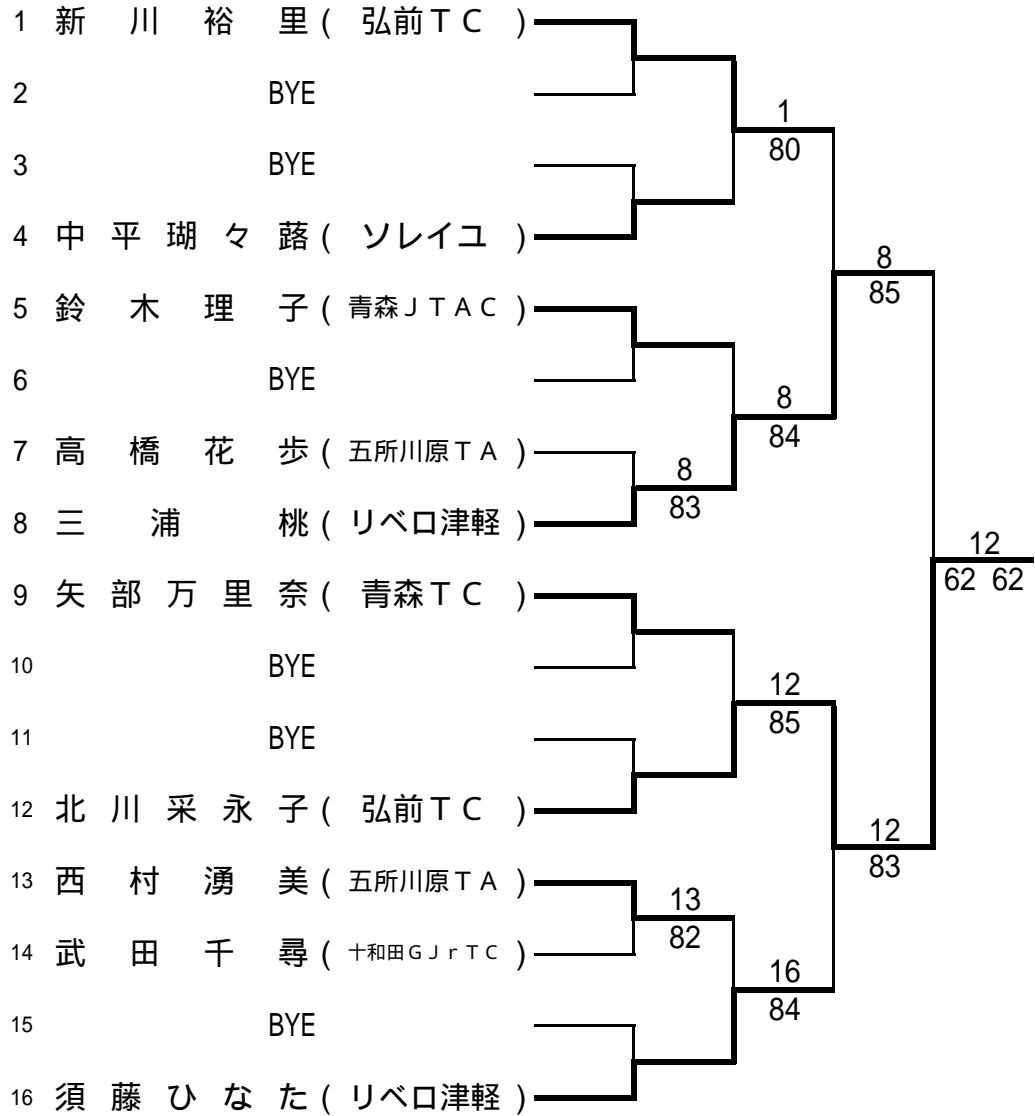 1 新川裕里 ( 弘前ＴＣ )
2 BYE
1
80
3 BYE
4 中平瑚々蕗 ( ソレイユ )
8
85
5 鈴木理子 ( 青森ＪＴＡＣ )
6 BYE
8
84
7 高橋花歩 ( 五所川原ＴＡ )
8
83
8 三浦桃 ( リベロ津軽 )
12
62 62
9 矢部万里奈 ( 青森ＴＣ )
10 BYE
12
85
11 BYE
12 北川采永子 ( 弘前ＴＣ )
12
83
13 西村湧美 ( 五所川原ＴＡ )
13
82
14 武田千尋 ( 十和田ＧＪｒＴＣ )
16
84
15 BYE
16 須藤ひなた ( リベロ津軽 )